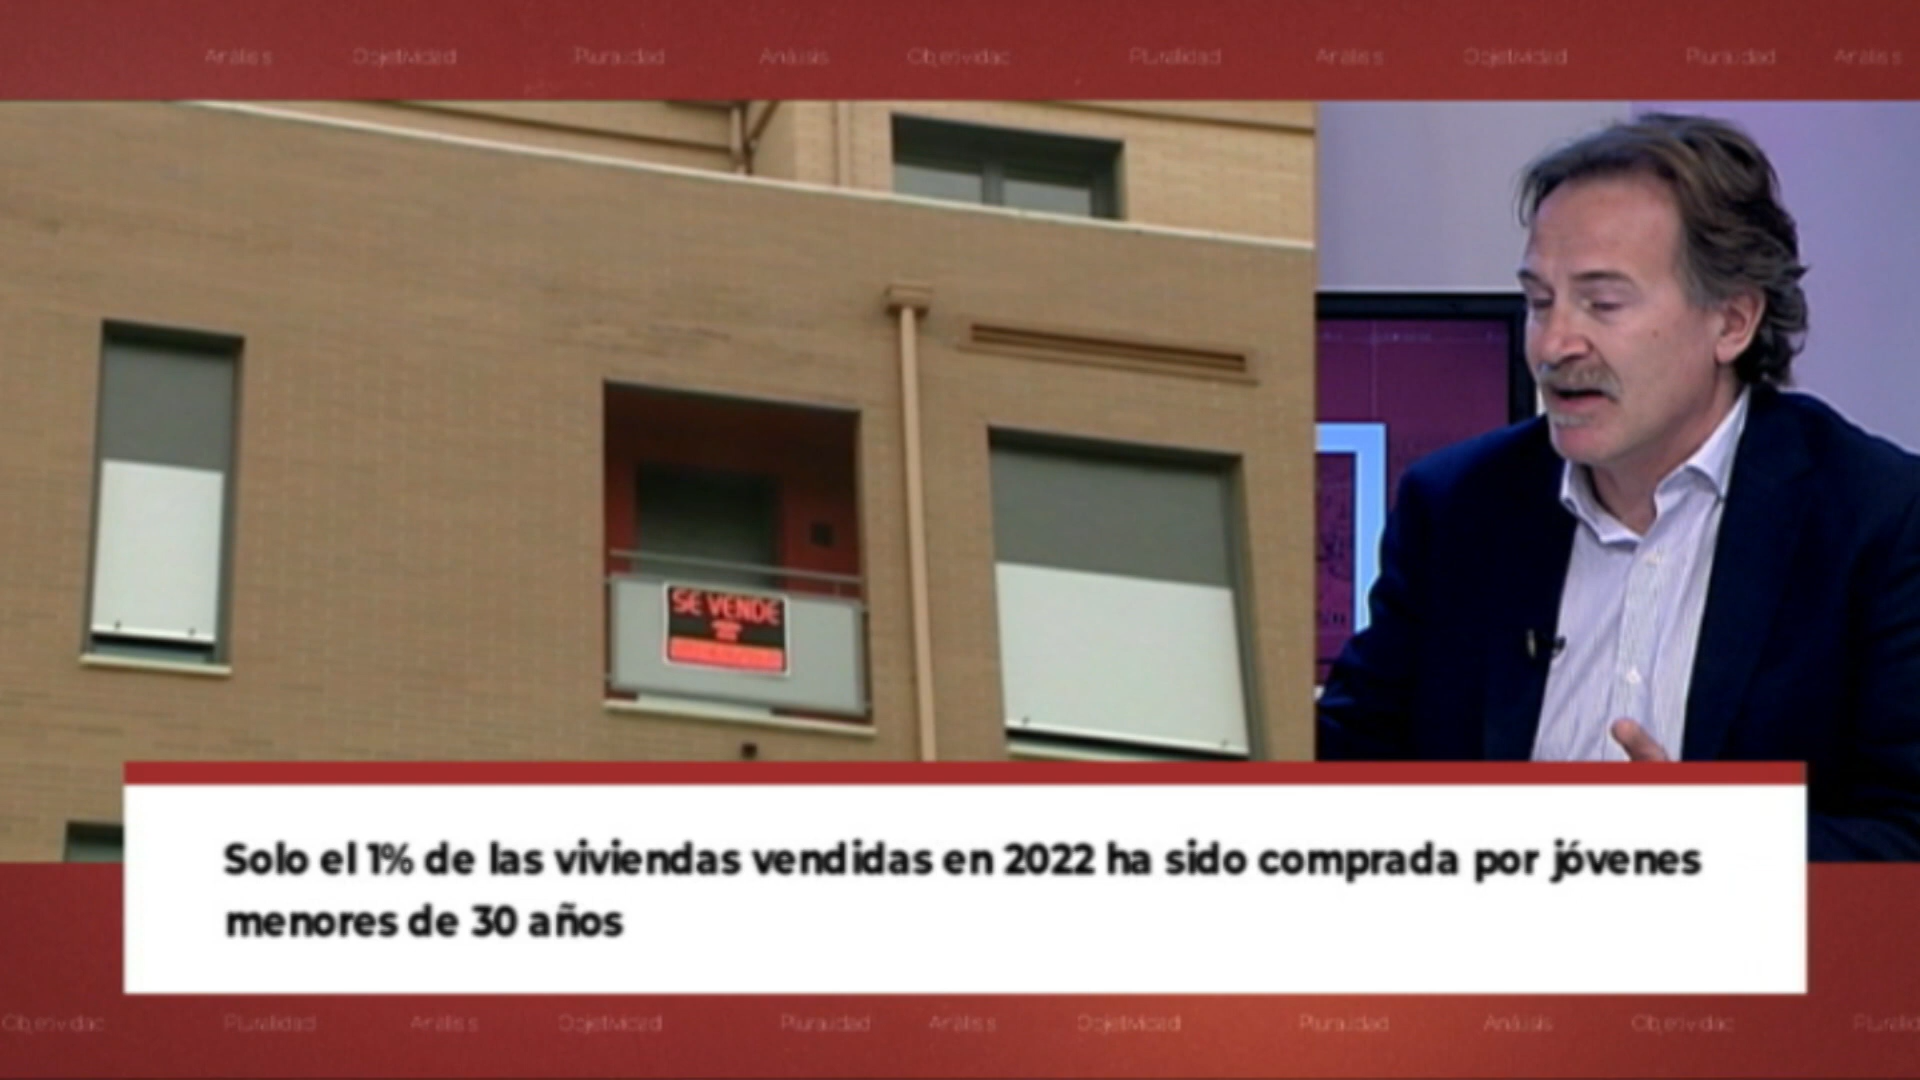 Análisis Objetividad Pluralidad Análisis Objetividad Pluralidad Análisis Objetividad Pluralidad Análisis
SE VENDE
Solo el 1% de las viviendas vendidas en 2022 ha sido comprada por jóvenes
menores de 30 años
Objetividad Pluralidad Análisis Objetividad Pluralidad Análisis Objetividad Pluralidad Análisis Objetividad